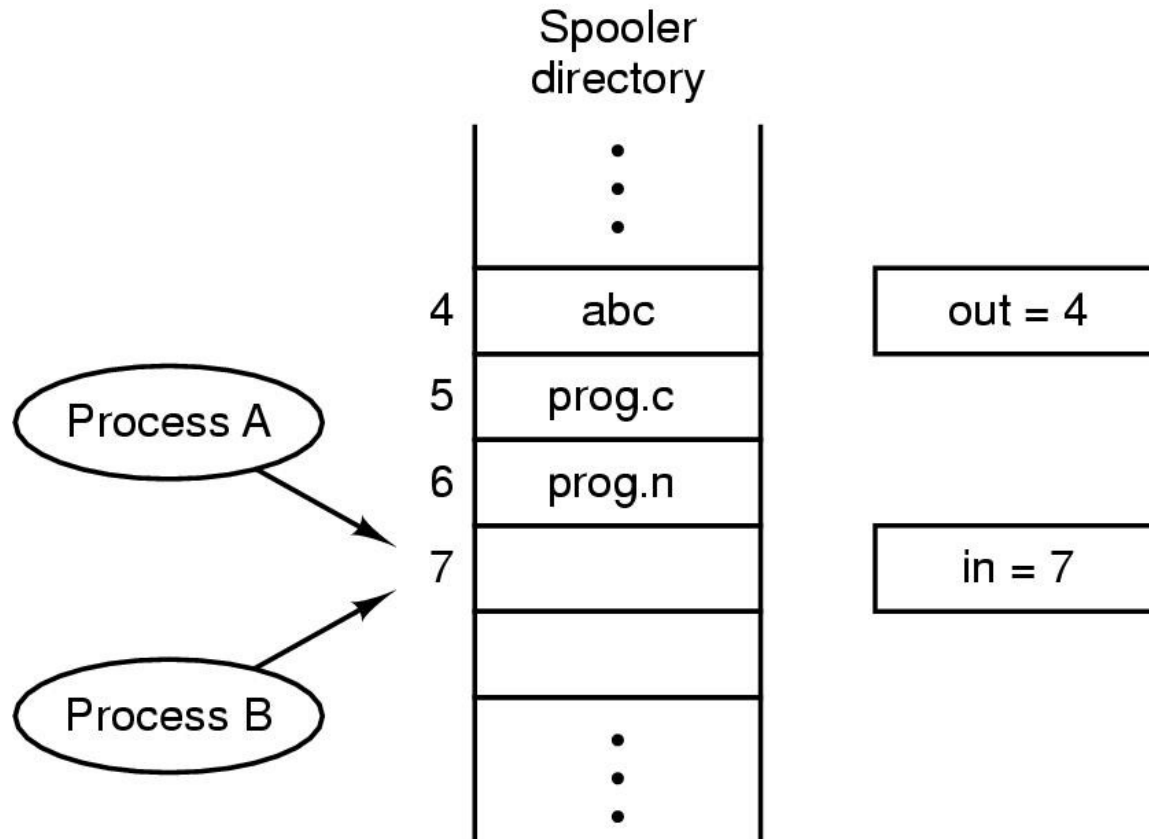 Spooler
directory
4 abc out = 4
Process A
5 prog.c
6 prog.n
7 in = 7
Process B